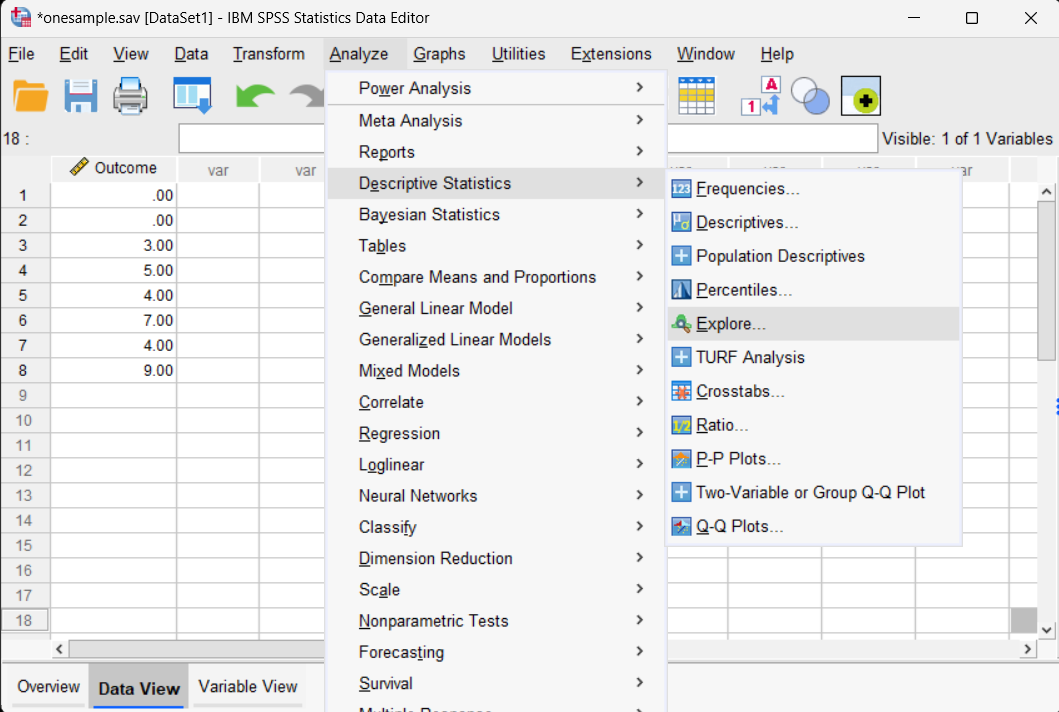 *onesample.sav [DataSet1] - IBM SPSS Statistics Data Editor
File Edit View Data Transform Analyze Graphs Utilities Extensions Window Help
1 A
18 :
Visible: 1 of 1 Variables
Outcome var var var
1 .00
2 .00
3 3.00
4 5.00
5 4.00
6 7.00
7 4.00
8 9.00
9
10
11
12
13
14
15
16
17
18
Power Analysis
Meta Analysis
Reports
Descriptive Statistics
Bayesian Statistics
Tables
Compare Means and Proportions
General Linear Model
Generalized Linear Models
Mixed Models
Correlate
Regression
Loglinear
Neural Networks
Classify
Dimension Reduction
Scale
Nonparametric Tests
Forecasting
Survival
Multiple Response
123 Frequencies...
Descriptives...
Population Descriptives
Percentiles...
Explore...
TURF Analysis
Crosstabs...
1/2 Ratio...
P-P Plots...
Two-Variable or Group Q-Q Plot
Q-Q Plots...
Overview Data View Variable View